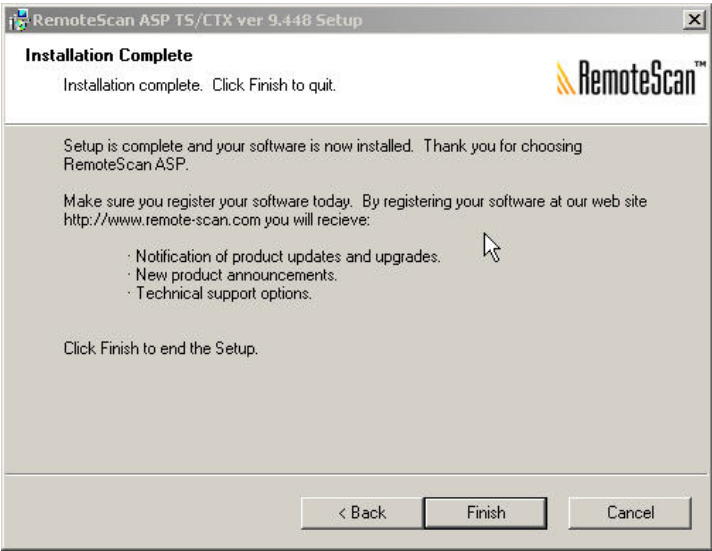 RemoteScan ASP TS/CTX ver 9.448 Setup
Installation Complete
Installation complete. Click Finish to quit.
RemoteScan™
Setup is complete and your software is now installed. Thank you for choosing
RemoteScan ASP.
Make sure you register your software today. By registering your software at our web site
http://www.remote-scan.com you will recieve:
· Notification of product updates and upgrades.
· New product announcements.
· Technical support options.
Click Finish to end the Setup.
< Back
Finish
Cancel